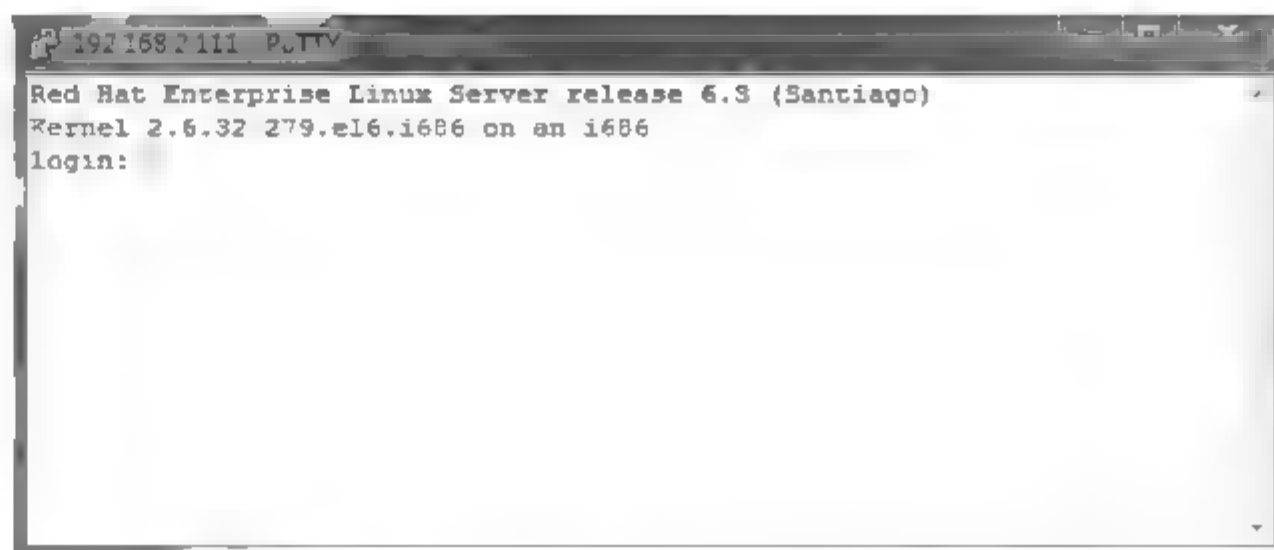 192.168.2.111 PuTTY
Red Hat Enterprise Linux Server release 6.3 (Santiago)
Kernel 2.6.32 279.el6.i686 on an i686
login: